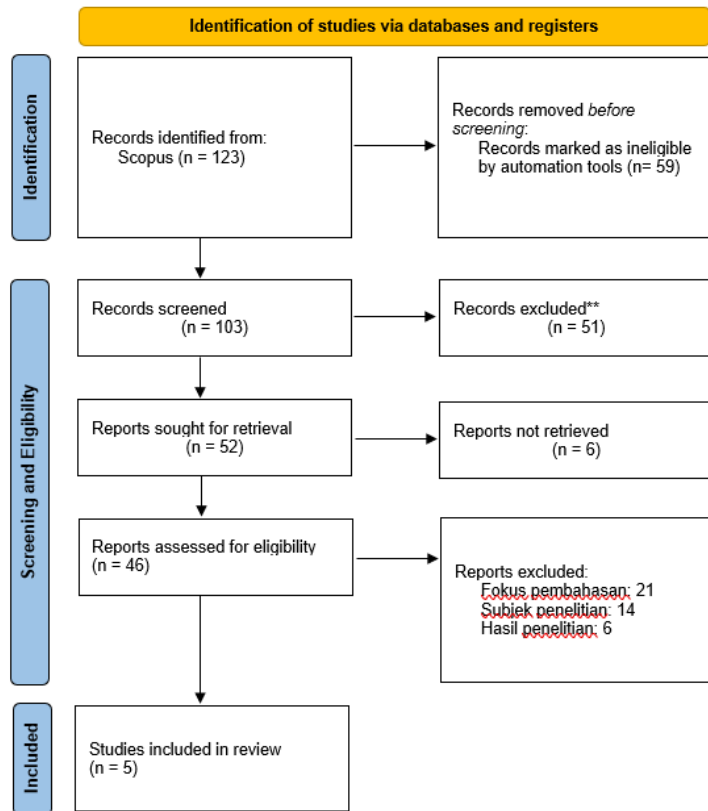 Identification of studies via databases and registers
Identification
Records identified from:
Scopus (n = 123)
Records removed before
screening:
Records marked as ineligible
by automation tools (n= 59)
Screening and Eligibility
Records screened
(n = 103)
Records excluded**
(n = 51)
Reports sought for retrieval
(n = 52)
Reports not retrieved
(n = 6)
Reports assessed for eligibility
(n = 46)
Reports excluded:
Fokus pembahasan: 21
Subjek penelitian: 14
Hasil penelitian: 6
Included
Studies included in review
(n = 5)